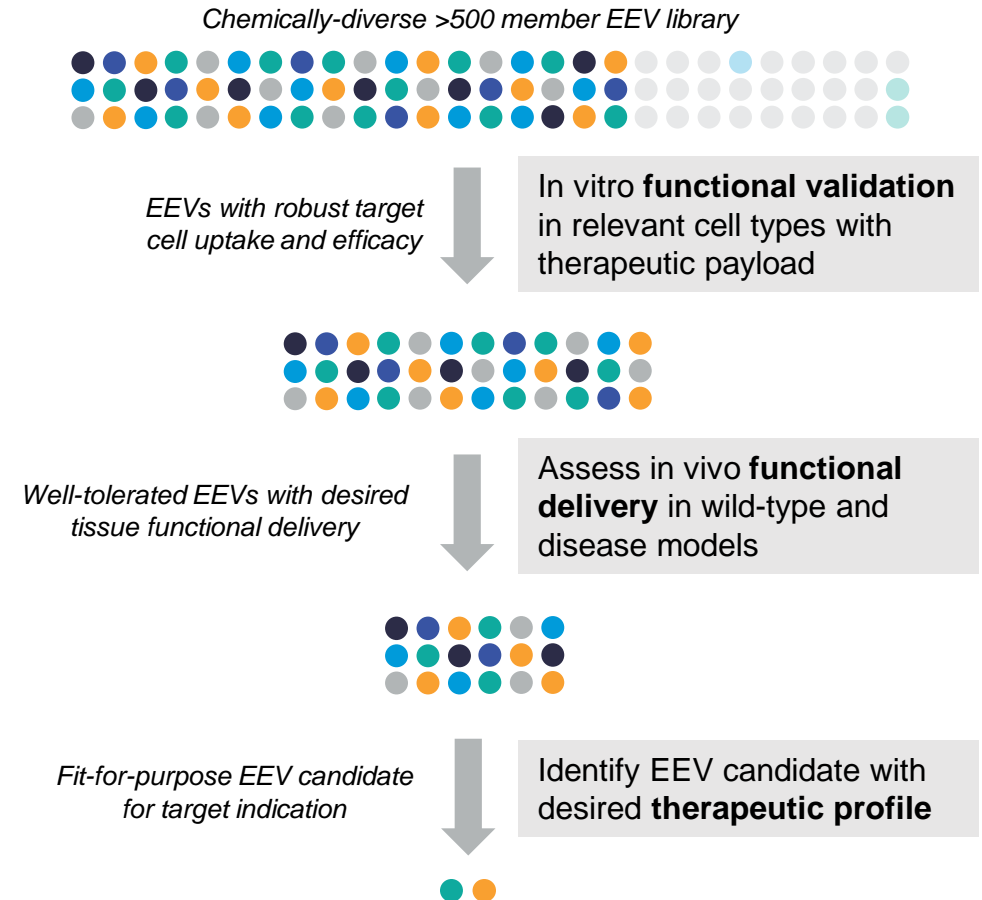 Chemically-diverse >500 member EEV library
EEVs with robust target
cell uptake and efficacy
In vitro functional validation
in relevant cell types with
therapeutic payload
Well-tolerated EEVs with desired
tissue functional delivery
Assess in vivo functional
delivery in wild-type and
disease models
Fit-for-purpose EEV candidate
for target indication
Identify EEV candidate with
desired therapeutic profile